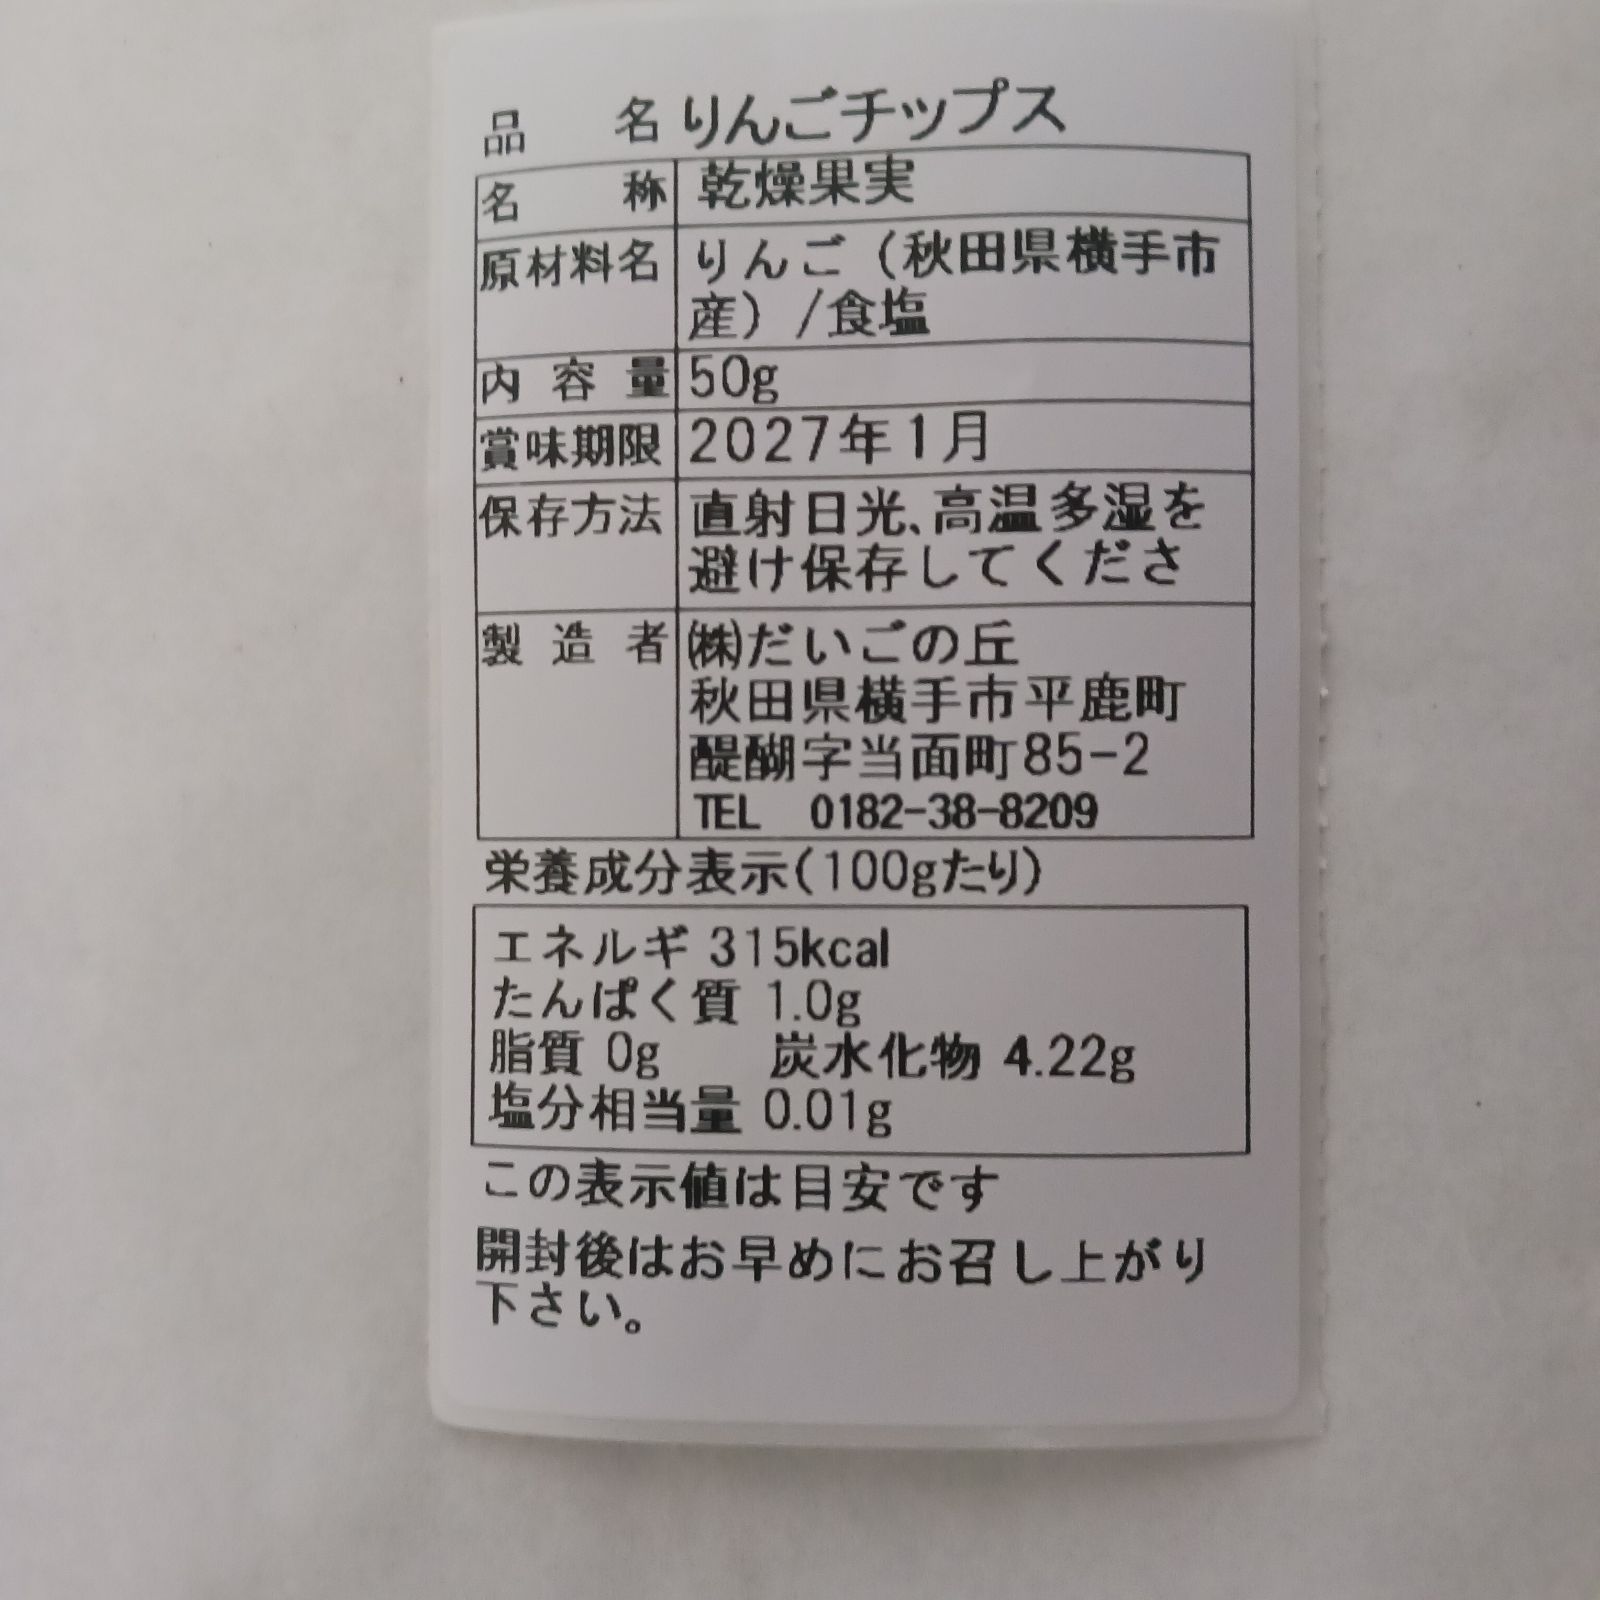 品　名 りんごチップス
名　称 乾燥果実
原材料名 りんご（秋田県横手市
産）/食塩
内容量 50g
賞味期限 2027年1月
保存方法 直射日光、高温多湿を
避け保存してくださ
製造者 ㈱だいごの丘
秋田県横手市平鹿町
醍醐字当面町85-2
TEL　0182-38-8209
栄養成分表示(100gたり)
エネルギ 315kcal
たんぱく質 1.0g
脂質 0g　炭水化物 4.22g
塩分相当量 0.01g
この表示値は目安です
開封後はお早めにお召し上がり
下さい。